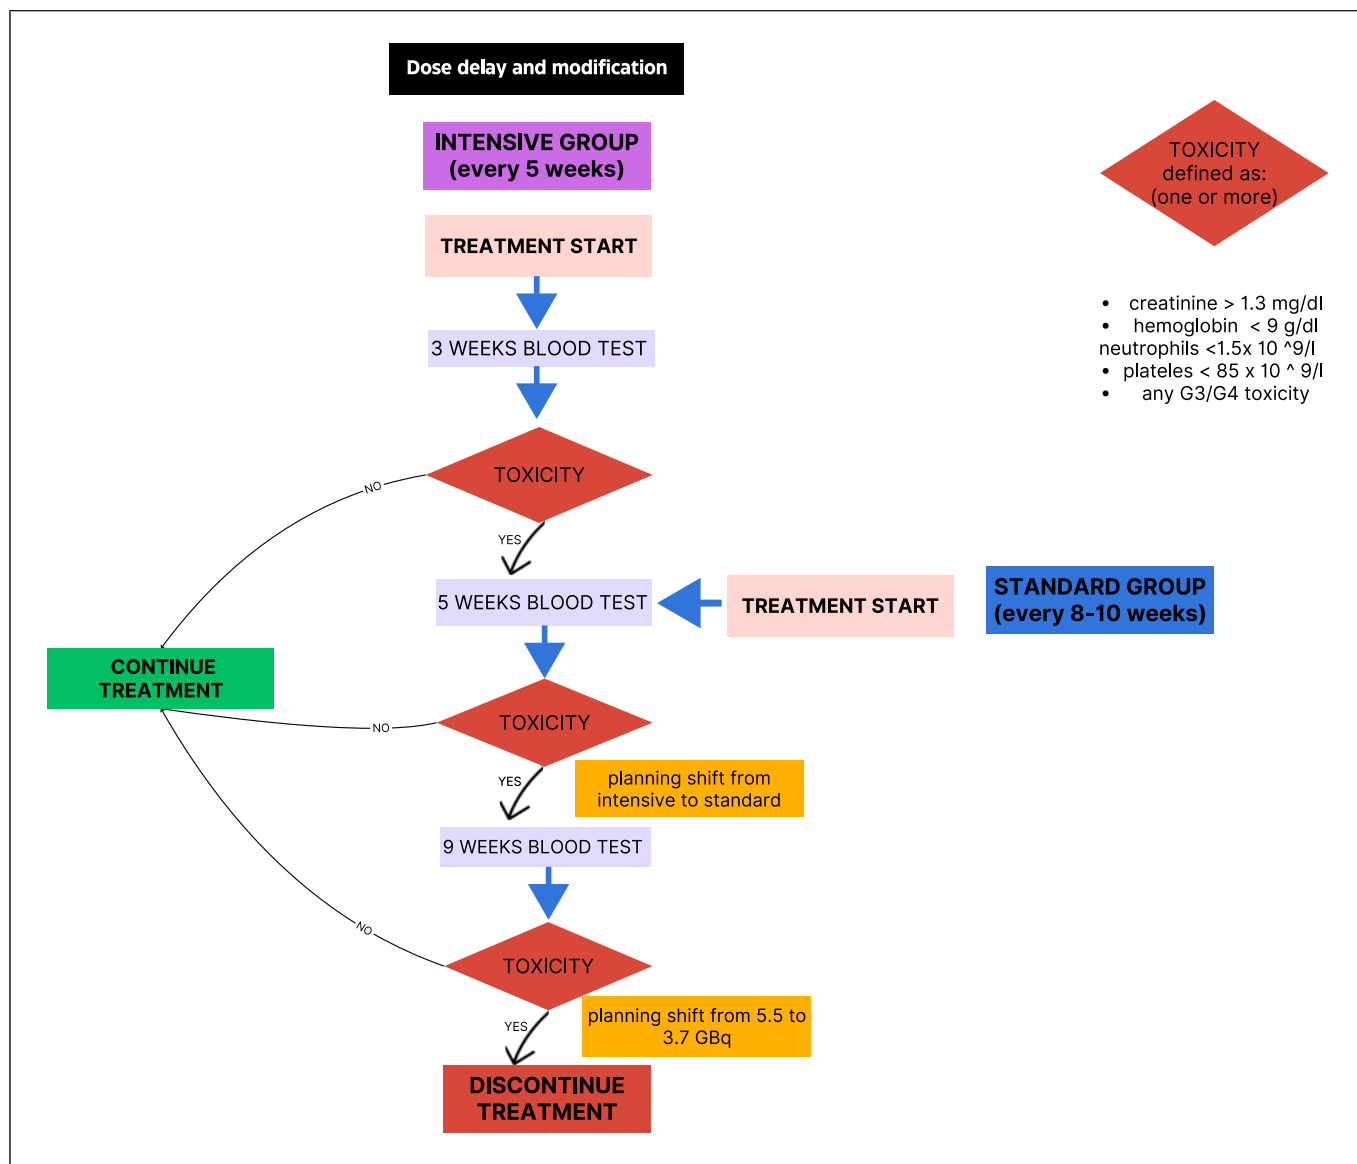 Dose delay and modification
INTENSIVE GROUP
(every 5 weeks)
TREATMENT START
3 WEEKS BLOOD TEST
TOXICITY
NO
YES
5 WEEKS BLOOD TEST
TREATMENT START
STANDARD GROUP
(every 8-10 weeks)
CONTINUE
TREATMENT
TOXICITY
NO
YES
planning shift from
intensive to standard
9 WEEKS BLOOD TEST
NO
TOXICITY
YES
planning shift from 5.5 to
3.7 GBq
DISCONTINUE
TREATMENT
TOXICITY
defined as:
(one or more)
• creatinine > 1.3 mg/dl
• hemoglobin < 9 g/dl
neutrophils <1.5x 10 ^9/l
• plateles < 85 x 10 ^ 9/l
• any G3/G4 toxicity